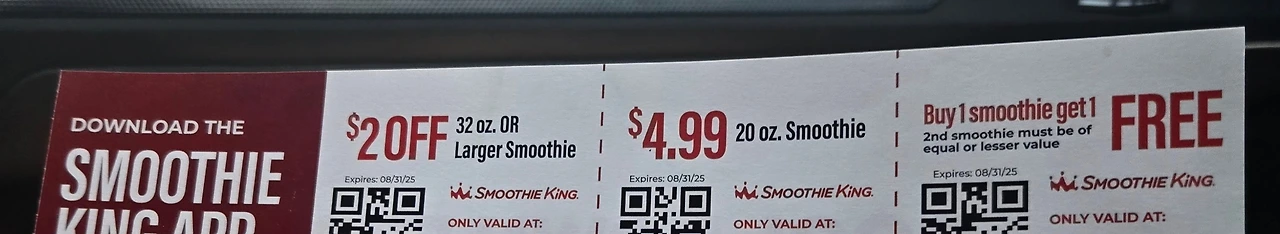 DOWNLOAD THE
SMOOTHIE
KING APP
$2 OFF 32 oz. OR
Larger Smoothie
Expires: 08/31/25
SMOOTHIE KING.
ONLY VALID AT:
$4.99 20 oz. Smoothie
Expires: 08/31/25
SMOOTHIE KING.
ONLY VALID AT:
Buy 1 smoothie get 1 FREE
2nd smoothie must be of
equal or lesser value
Expires: 08/31/25
SMOOTHIE KING.
ONLY VALID AT: